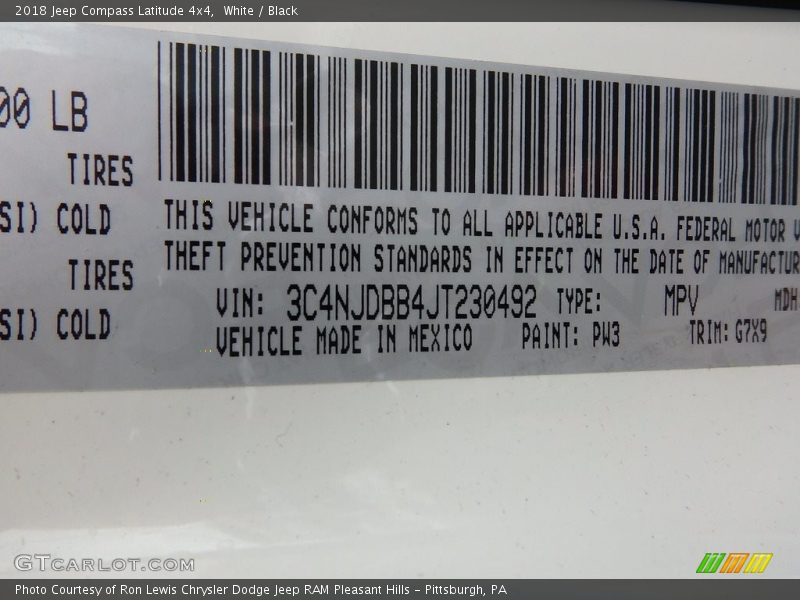 2018 Jeep Compass Latitude 4x4, White / Black
00 LB
TIRES
SI) COLD
TIRES
SI) COLD
THIS VEHICLE CONFORMS TO ALL APPLICABLE U.S.A. FEDERAL MOTOR V
THEFT PREVENTION STANDARDS IN EFFECT ON THE DATE OF MANUFACTUR
VIN: 3C4NJDBB4JT230492 TYPE: MPV MDH
VEHICLE MADE IN MEXICO PAINT: PW3 TRIM: G7X9
GTCARLOT.COM
Photo Courtesy of Ron Lewis Chrysler Dodge Jeep RAM Pleasant Hills - Pittsburgh, PA